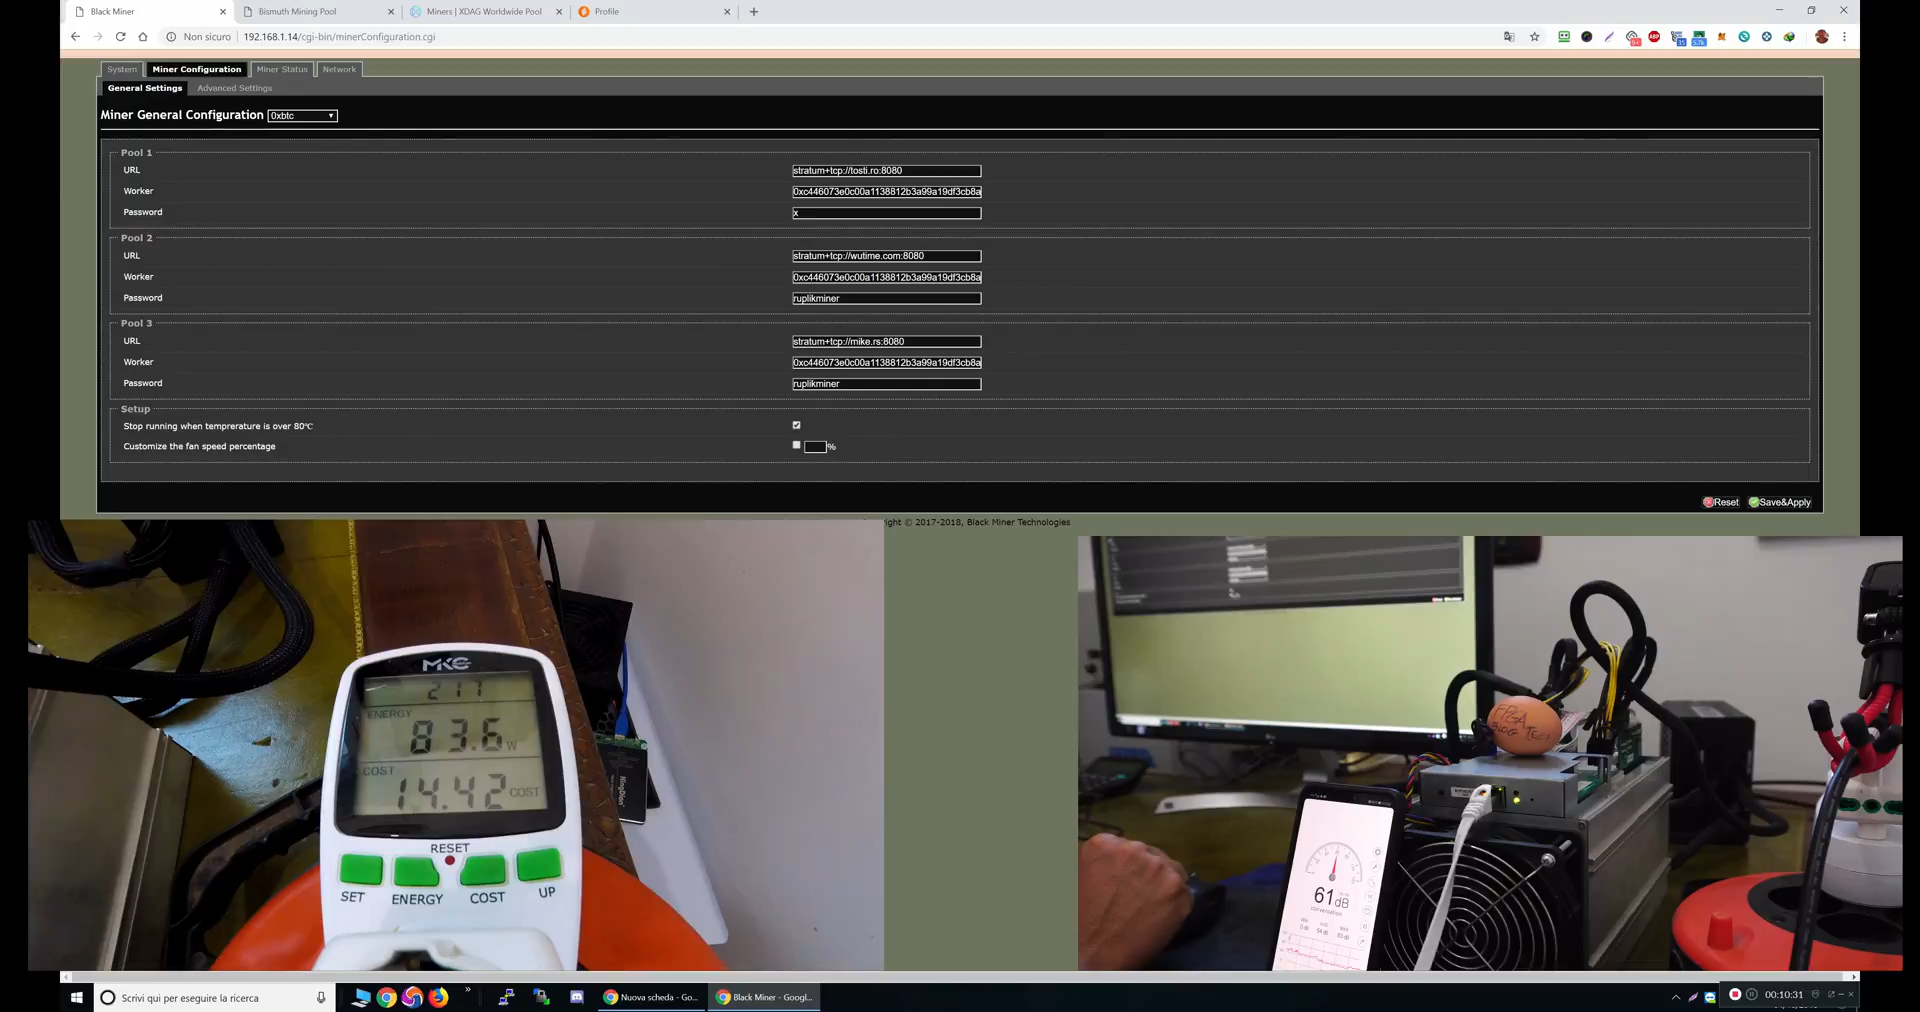 Black Miner
Bismuth Mining Pool
Miners | XDAG Worldwide Pool
Profile
Non sicuro
192.168.1.14/cgi-bin/minerConfiguration.cgi
System
Miner Configuration
Miner Status
Network
General Settings
Advanced Settings
Miner General Configuration
0xbtc
Pool 1
URL
stratum+tcp://tosti.ro:8080
Worker
0xc446073e0c00a1138812b3a99a19df3cb8a
Password
x
Pool 2
URL
stratum+tcp://wutime.com:8080
Worker
0xc446073e0c00a1138812b3a99a19df3cb8a
Password
ruplikminer
Pool 3
URL
stratum+tcp://mike.rs:8080
Worker
0xc446073e0c00a1138812b3a99a19df3cb8a
Password
ruplikminer
Setup
Stop running when temprerature is over 80℃
Customize the fan speed percentage
%
Reset
Save&Apply
ght © 2017-2018, Black Miner Technologies
217
ENERGY
83.6 W
COST
14.42 COST
RESET
SET
ENERGY
COST
UP
KingDian
FPGA
61 dB
conversation
Scrivi qui per eseguire la ricerca
Nuova scheda - Go...
Black Miner - Googl...
00:10:31